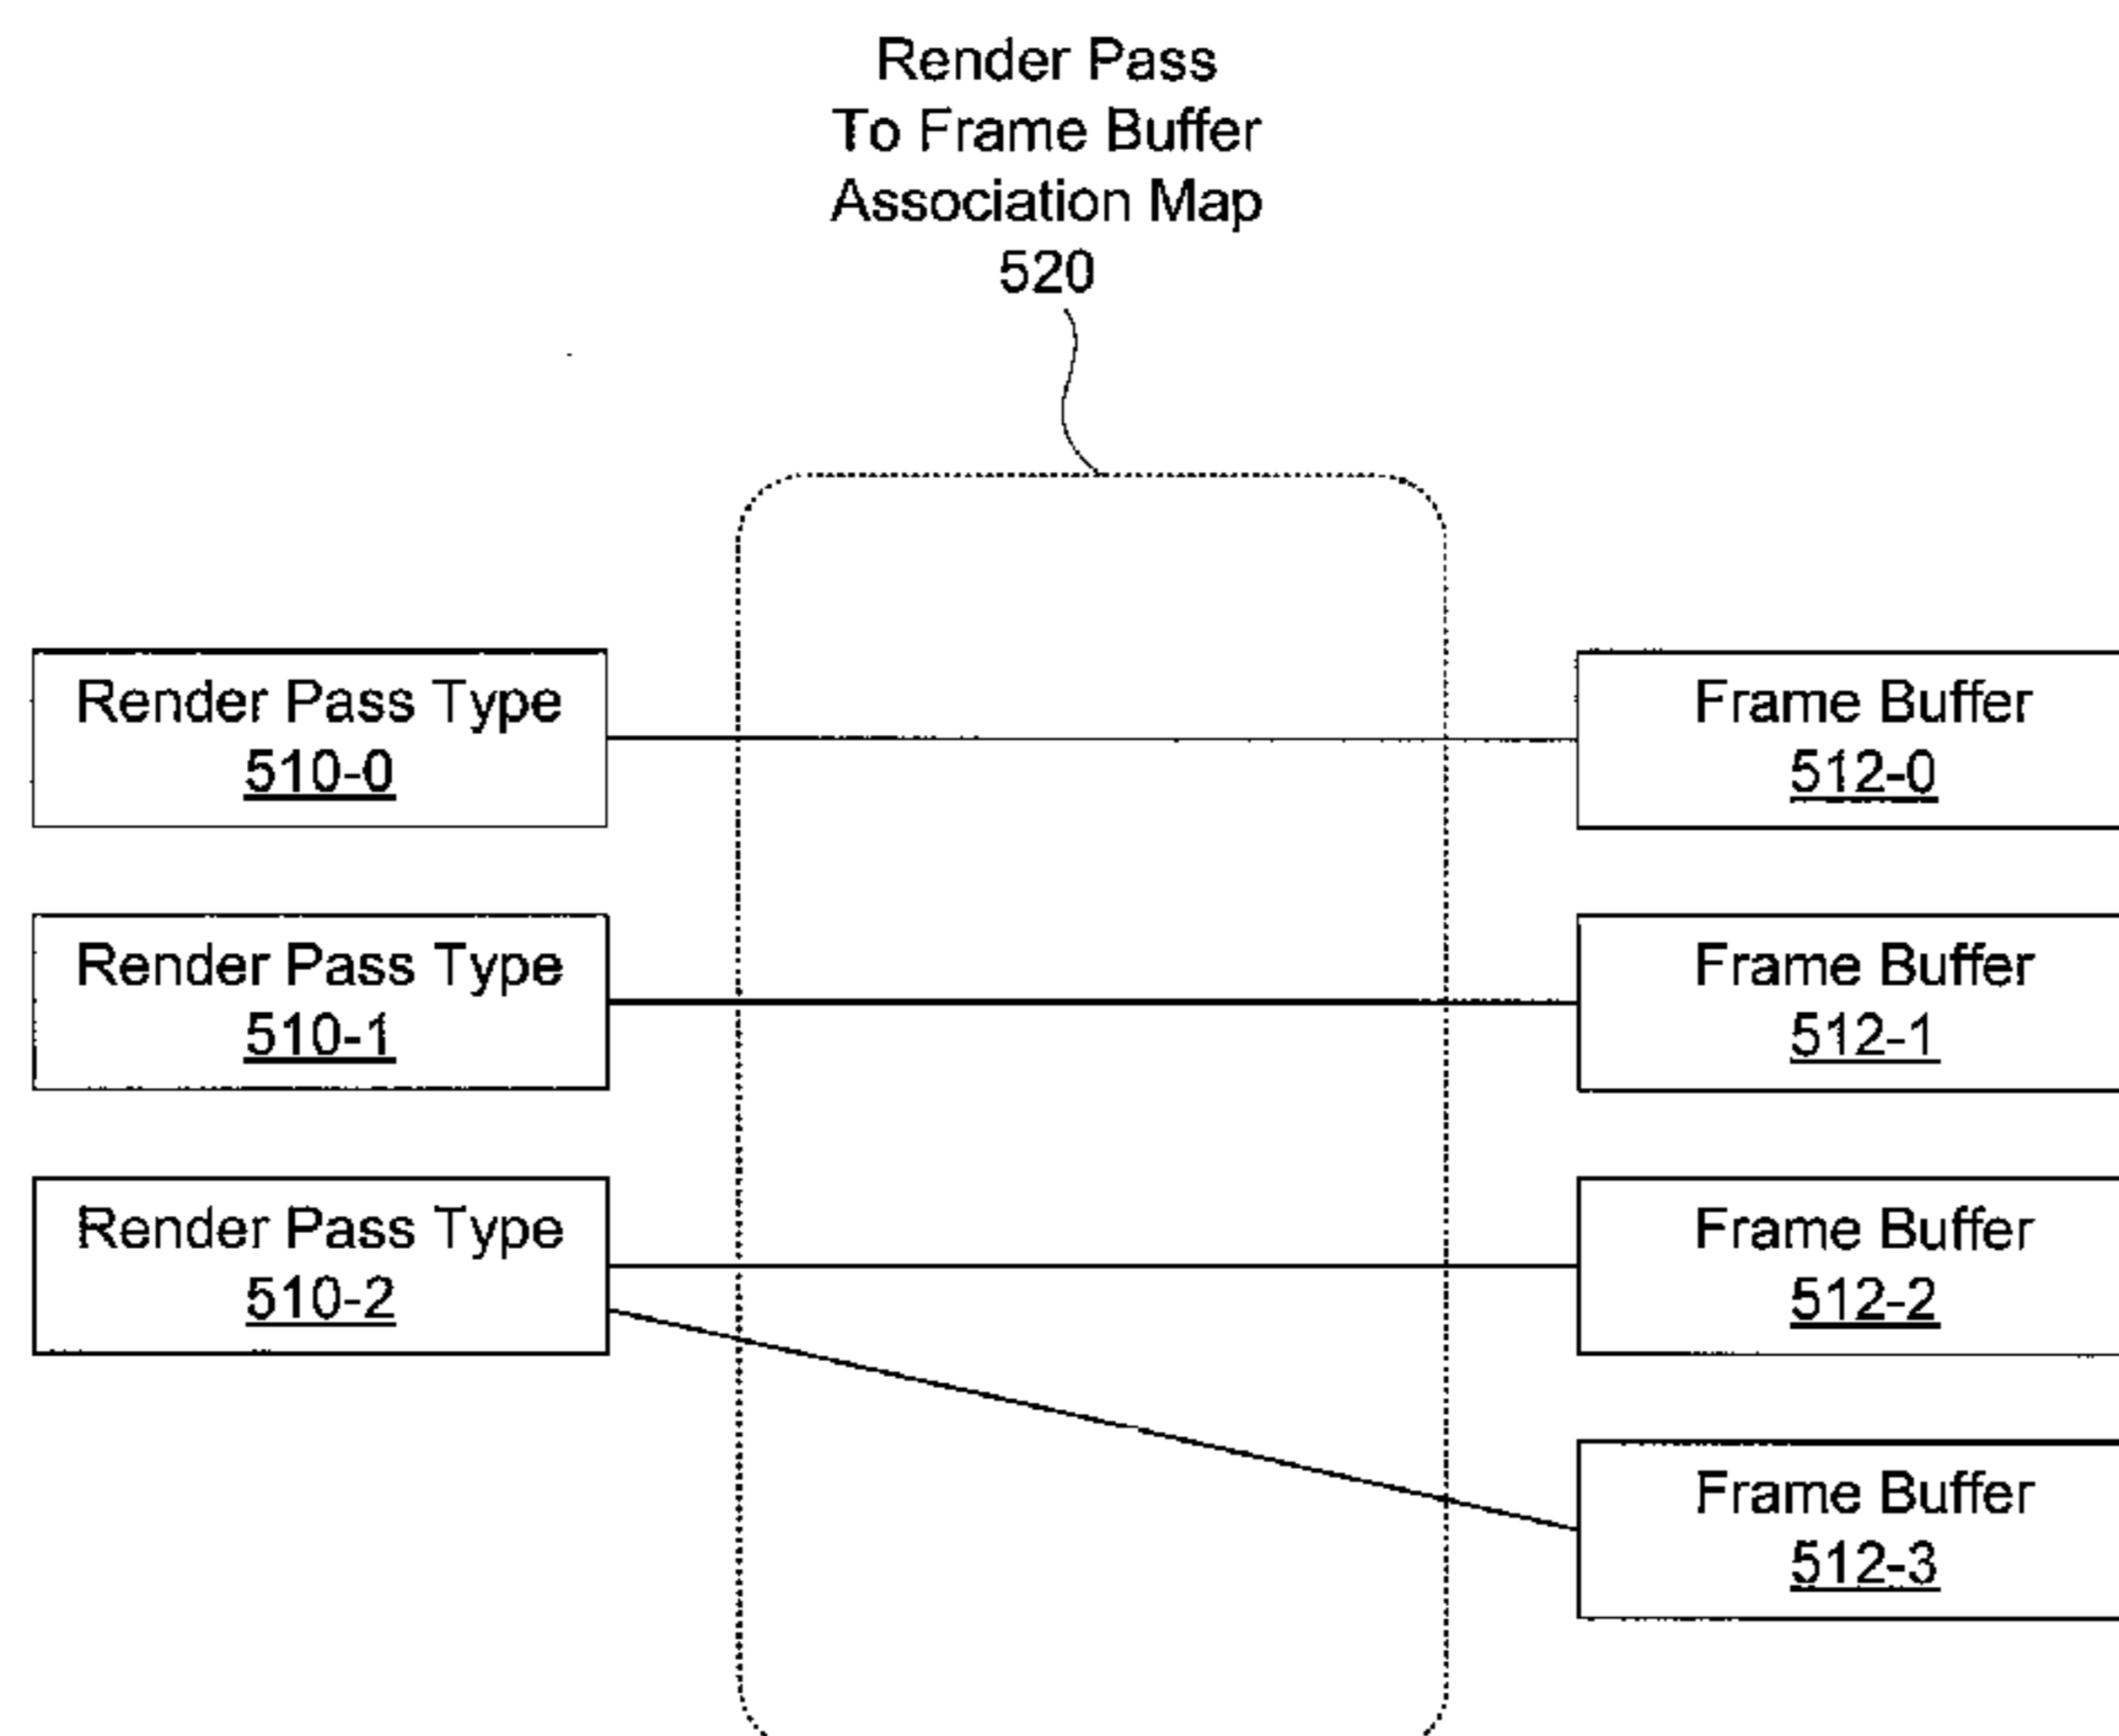 Render Pass
To Frame Buffer
Association Map
520
Render Pass Type
510-0
Frame Buffer
512-0
Render Pass Type
510-1
Frame Buffer
512-1
Render Pass Type
510-2
Frame Buffer
512-2
Frame Buffer
512-3